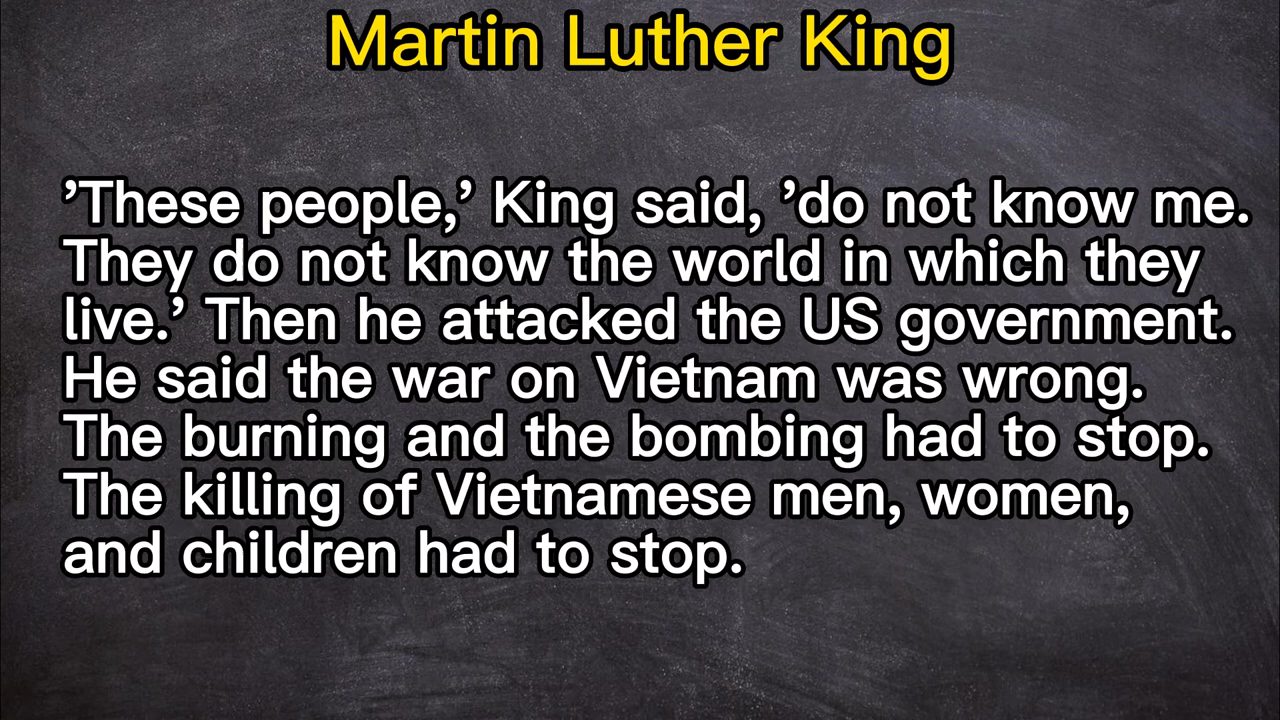 Martin Luther King
’These people,’ King said, ’do not know me.
They do not know the world in which they
live.’ Then he attacked the US government.
He said the war on Vietnam was wrong.
The burning and the bombing had to stop.
The killing of Vietnamese men, women,
and children had to stop.